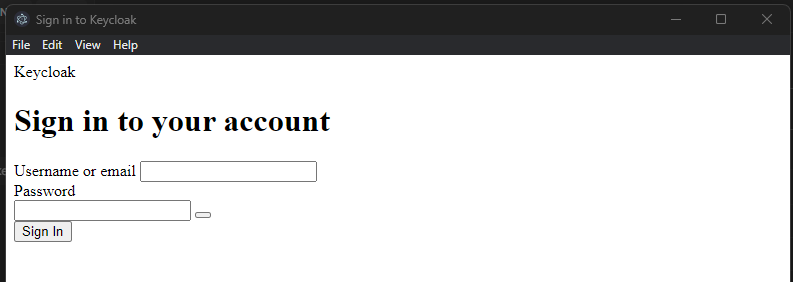 Sign in to Keycloak
File Edit View Help
Keycloak
Sign in to your account
Username or email
Password
Sign In